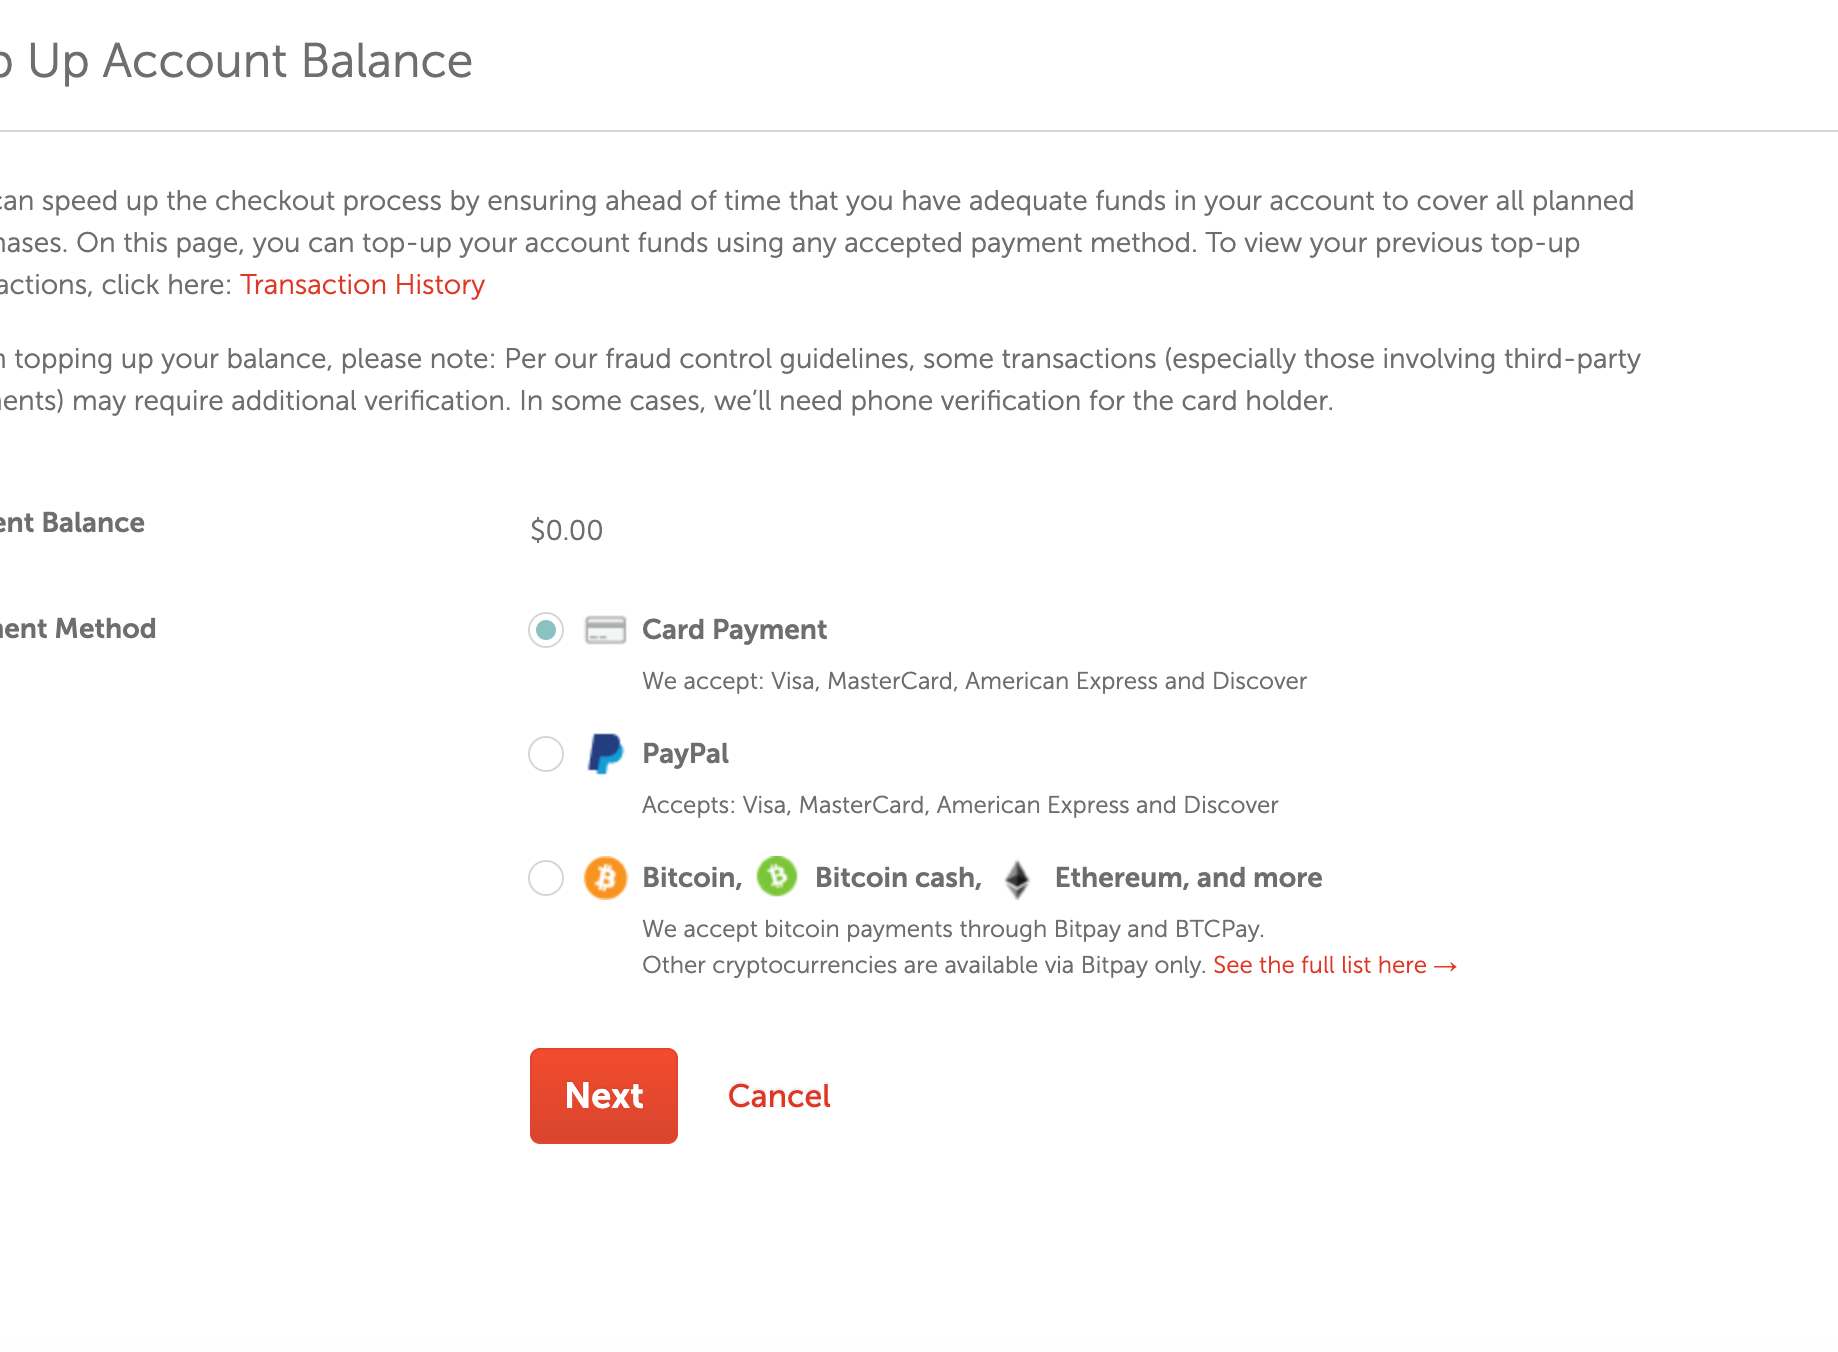 p Up Account Balance
can speed up the checkout process by ensuring ahead of time that you have adequate funds in your account to cover all planned
hases. On this page, you can top-up your account funds using any accepted payment method. To view your previous top-up
actions, click here: Transaction History
n topping up your balance, please note: Per our fraud control guidelines, some transactions (especially those involving third-party
ents) may require additional verification. In some cases, we’ll need phone verification for the card holder.
ent Balance
$0.00
ent Method
Card Payment
We accept: Visa, MasterCard, American Express and Discover
PayPal
Accepts: Visa, MasterCard, American Express and Discover
Bitcoin, Bitcoin cash, Ethereum, and more
We accept bitcoin payments through Bitpay and BTCPay.
Other cryptocurrencies are available via Bitpay only. See the full list here →
Next
Cancel